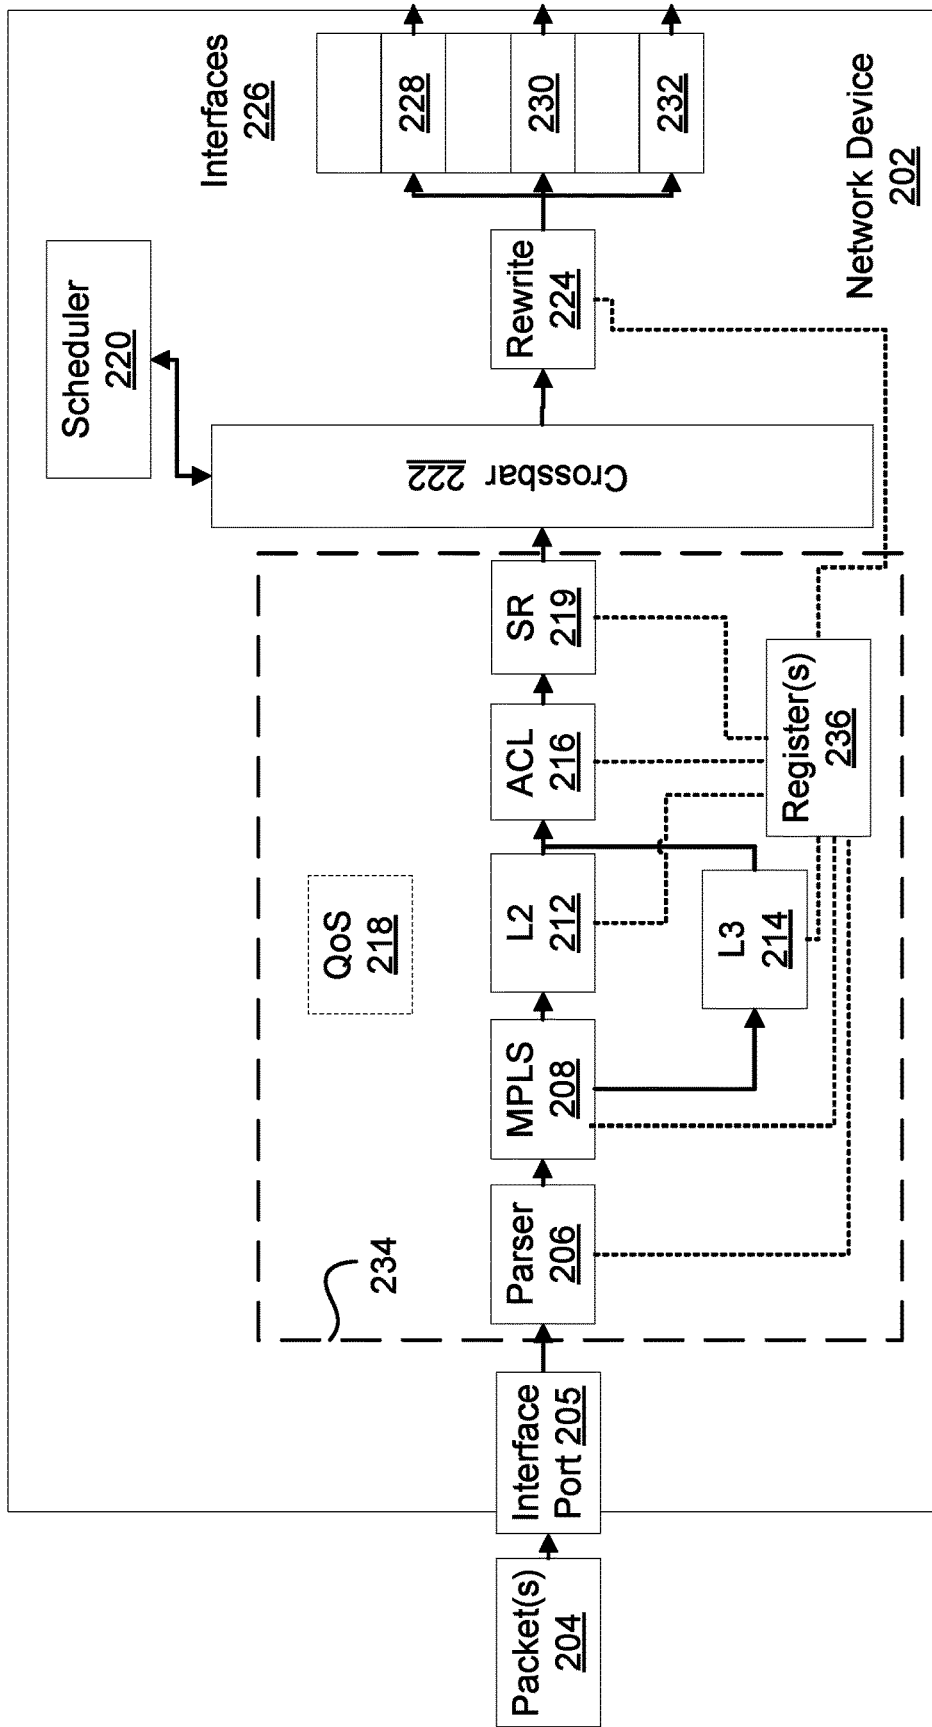 Packet(s)
204
Interface
Port 205
234
Parser
206
MPLS
208
L2
212
L3
214
QoS
218
ACL
216
SR
219
Register(s)
236
Crossbar 222
Scheduler
220
Rewrite
224
Interfaces
226
228
230
232
Network Device
202